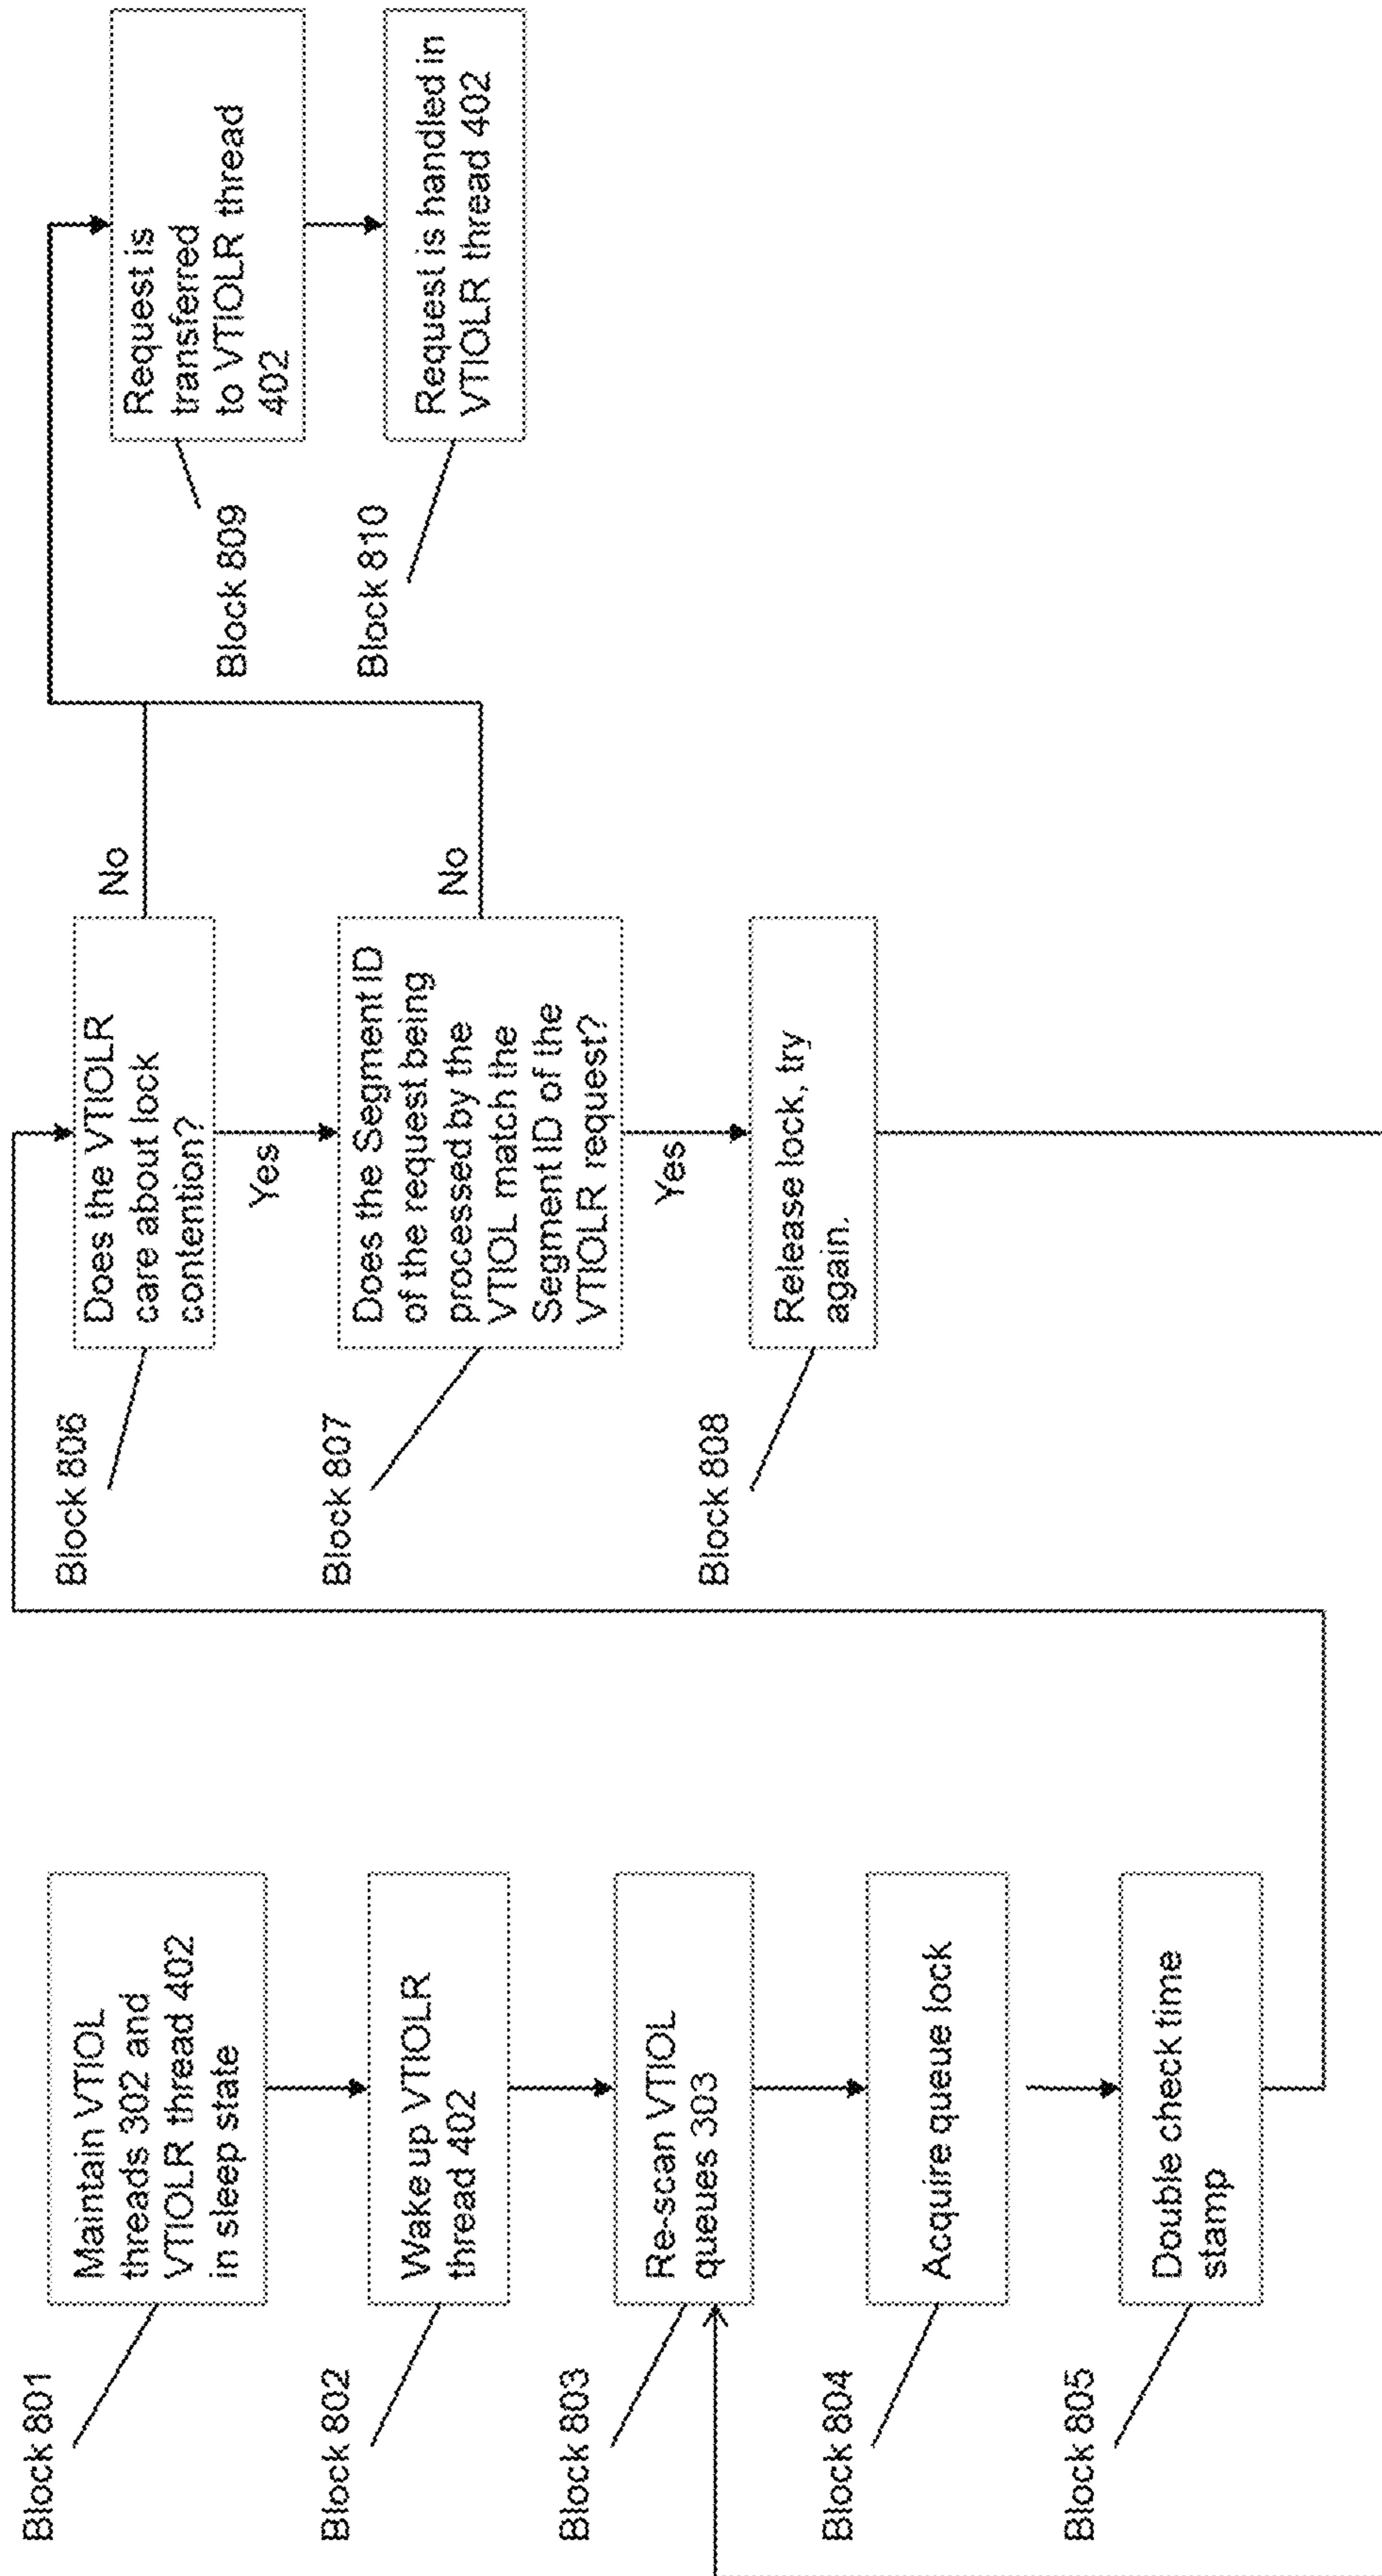 Block 801
Maintain VTIOL
threads 302 and
VTIOLR thread 402
in sleep state
Block 802
Wake up VTIOLR
thread 402
Block 803
Re-scan VTIOL
queues 303
Block 804
Acquire queue lock
Block 805
Double check time
stamp
Block 806
Does the VTIOLR
care about lock
contention?
No
Yes
Block 807
Does the Segment ID
of the request being
processed by the
VTIOL match the
Segment ID of the
VTIOLR request?
No
Yes
Block 808
Release lock, try
again.
Block 809
Request is
transferred
to VTIOLR thread
402
Block 810
Request is handled in
VTIOLR thread 402